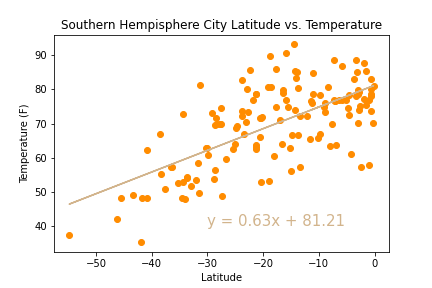 Southern Hempisphere City Latitude vs. Temperature
Temperature (F)
90
80
70
60
50
40
y = 0.63x + 81.21
−50 −40 −30 −20 −10 0
Latitude